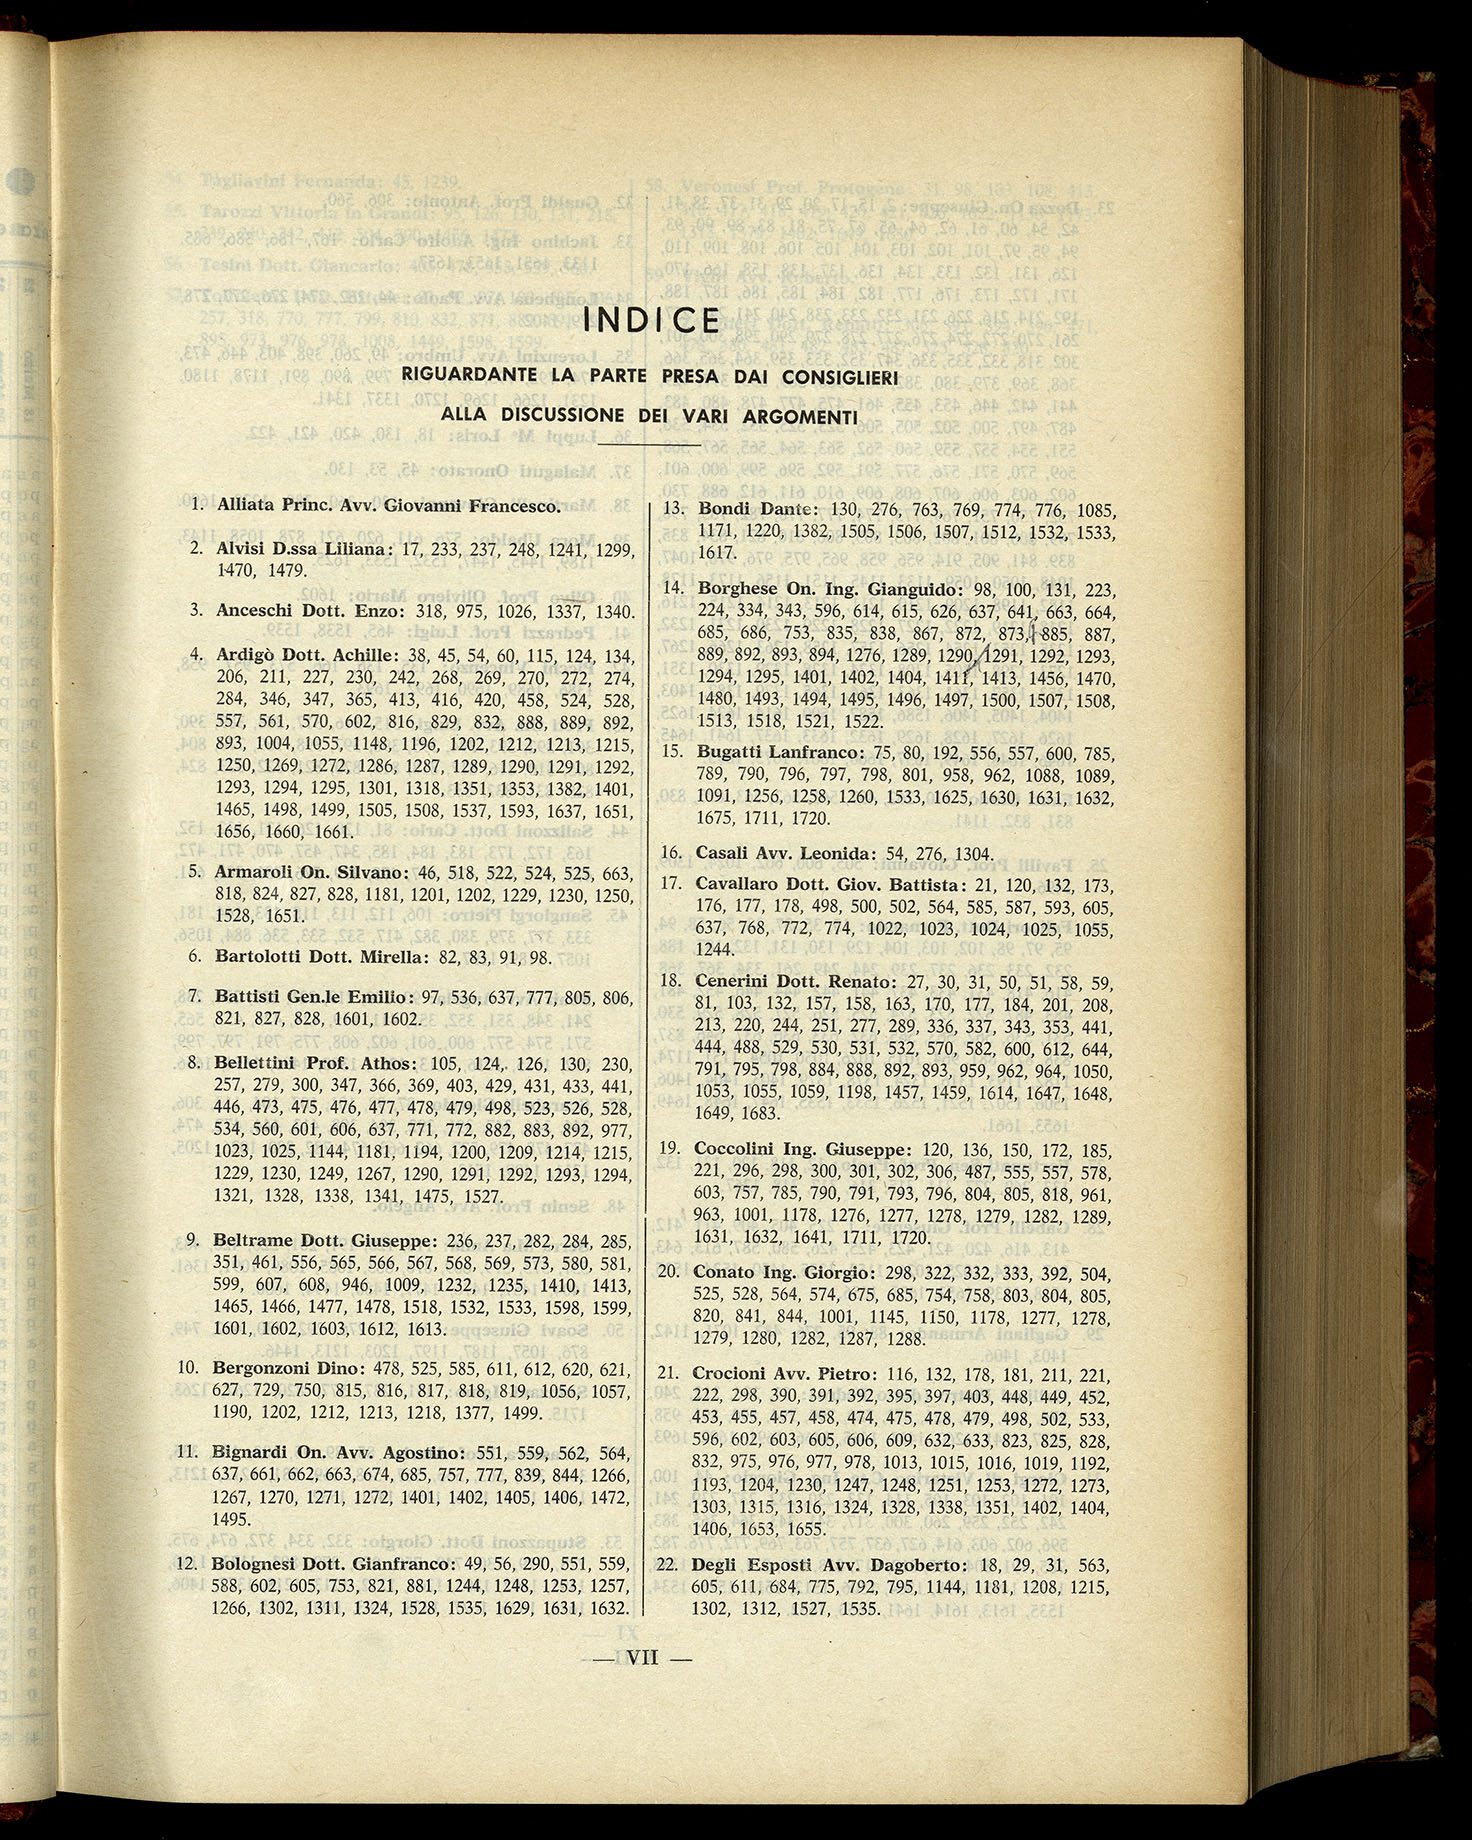 INDICE
RIGUARDANTE LA PARTE PRESA DAI CONSIGLIERI
ALLA DISCUSSIONE DEI VARI ARGOMENTI
1. Alliata Princ. Avv. Giovanni Francesco.
2. Alvisi D.ssa Liliana: 17, 233, 237, 248, 1241, 1299,
1470, 1479.
3. Anceschi Dott. Enzo: 318, 975, 1026, 1337, 1340.
4. Ardigò Dott. Achille: 38, 45, 54, 60, 115, 124, 134,
206, 211, 227, 230, 242, 268, 269, 270, 272, 274,
284, 346, 347, 365, 413, 416, 420, 458, 524, 528,
557, 561, 570, 602, 816, 829, 832, 888, 889, 892,
893, 1004, 1055, 1148, 1196, 1202, 1212, 1213, 1215,
1250, 1269, 1272, 1286, 1287, 1289, 1290, 1291, 1292,
1293, 1294, 1295, 1301, 1318, 1351, 1353, 1382, 1401,
1465, 1498, 1499, 1505, 1508, 1537, 1593, 1637, 1651,
1656, 1660, 1661.
5. Armaroli On. Silvano: 46, 518, 522, 524, 525, 663,
818, 824, 827, 828, 1181, 1201, 1202, 1229, 1230, 1250,
1528, 1651.
6. Bartolotti Dott. Mirella: 82, 83, 91, 98.
7. Battisti Gen.le Emilio: 97, 536, 637, 777, 805, 806,
821, 827, 828, 1601, 1602.
8. Bellettini Prof. Athos: 105, 124, 126, 130, 230,
257, 279, 300, 347, 366, 369, 403, 429, 431, 433, 441,
446, 473, 475, 476, 477, 478, 479, 498, 523, 526, 528,
534, 560, 601, 606, 637, 771, 772, 882, 883, 892, 977,
1023, 1025, 1144, 1181, 1194, 1200, 1209, 1214, 1215,
1229, 1230, 1249, 1267, 1290, 1291, 1292, 1293, 1294,
1321, 1328, 1338, 1341, 1475, 1527.
9. Beltrame Dott. Giuseppe: 236, 237, 282, 284, 285,
351, 461, 556, 565, 566, 567, 568, 569, 573, 580, 581,
599, 607, 608, 946, 1009, 1232, 1235, 1410, 1413,
1465, 1466, 1477, 1478, 1518, 1532, 1533, 1598, 1599,
1601, 1602, 1603, 1612, 1613.
10. Bergonzoni Dino: 478, 525, 585, 611, 612, 620, 621,
627, 729, 750, 815, 816, 817, 818, 819, 1056, 1057,
1190, 1202, 1212, 1213, 1218, 1377, 1499.
11. Bignardi On. Avv. Agostino: 551, 559, 562, 564,
637, 661, 662, 663, 674, 685, 757, 777, 839, 844, 1266,
1267, 1270, 1271, 1272, 1401, 1402, 1405, 1406, 1472,
1495.
12. Bolognesi Dott. Gianfranco: 49, 56, 290, 551, 559,
588, 602, 605, 753, 821, 881, 1244, 1248, 1253, 1257,
1266, 1302, 1311, 1324, 1528, 1535, 1629, 1631, 1632.
13. Bondi Dante: 130, 276, 763, 769, 774, 776, 1085,
1171, 1220, 1382, 1505, 1506, 1507, 1512, 1532, 1533,
1617.
14. Borghese On. Ing. Gianguido: 98, 100, 131, 223,
224, 334, 343, 596, 614, 615, 626, 637, 641, 663, 664,
685, 686, 753, 835, 838, 867, 872, 873, 885, 887,
889, 892, 893, 894, 1276, 1289, 1290, 1291, 1292, 1293,
1294, 1295, 1401, 1402, 1404, 1411, 1413, 1456, 1470,
1480, 1493, 1494, 1495, 1496, 1497, 1500, 1507, 1508,
1513, 1518, 1521, 1522.
15. Bugatti Lanfranco: 75, 80, 192, 556, 557, 600, 785,
789, 790, 796, 797, 798, 801, 958, 962, 1088, 1089,
1091, 1256, 1258, 1260, 1533, 1625, 1630, 1631, 1632,
1675, 1711, 1720.
16. Casali Avv. Leonida: 54, 276, 1304.
17. Cavallaro Dott. Giov. Battista: 21, 120, 132, 173,
176, 177, 178, 498, 500, 502, 564, 585, 587, 593, 605,
637, 768, 772, 774, 1022, 1023, 1024, 1025, 1055,
1244.
18. Cenerini Dott. Renato: 27, 30, 31, 50, 51, 58, 59,
81, 103, 132, 157, 158, 163, 170, 177, 184, 201, 208,
213, 220, 244, 251, 277, 289, 336, 337, 343, 353, 441,
444, 488, 529, 530, 531, 532, 570, 582, 600, 612, 644,
791, 795, 798, 884, 888, 892, 893, 959, 962, 964, 1050,
1053, 1055, 1059, 1198, 1457, 1459, 1614, 1647, 1648,
1649, 1683.
19. Coccolini Ing. Giuseppe: 120, 136, 150, 172, 185,
221, 296, 298, 300, 301, 302, 306, 487, 555, 557, 578,
603, 757, 785, 790, 791, 793, 796, 804, 805, 818, 961,
963, 1001, 1178, 1276, 1277, 1278, 1279, 1282, 1289,
1631, 1632, 1641, 1711, 1720.
20. Conato Ing. Giorgio: 298, 322, 332, 333, 392, 504,
525, 528, 564, 574, 675, 685, 754, 758, 803, 804, 805,
820, 841, 844, 1001, 1145, 1150, 1178, 1277, 1278,
1279, 1280, 1282, 1287, 1288.
21. Crocioni Avv. Pietro: 116, 132, 178, 181, 211, 221,
222, 298, 390, 391, 392, 395, 397, 403, 448, 449, 452,
453, 455, 457, 458, 474, 475, 478, 479, 498, 502, 533,
596, 602, 603, 605, 606, 609, 632, 633, 823, 825, 828,
832, 975, 976, 977, 978, 1013, 1015, 1016, 1019, 1192,
1193, 1204, 1230, 1247, 1248, 1251, 1253, 1272, 1273,
1303, 1315, 1316, 1324, 1328, 1338, 1351, 1402, 1404,
1406, 1653, 1655.
22. Degli Esposti Avv. Dagoberto: 18, 29, 31, 563,
605, 611, 684, 775, 792, 795, 1144, 1181, 1208, 1215,
1302, 1312, 1527, 1535.
— VII —